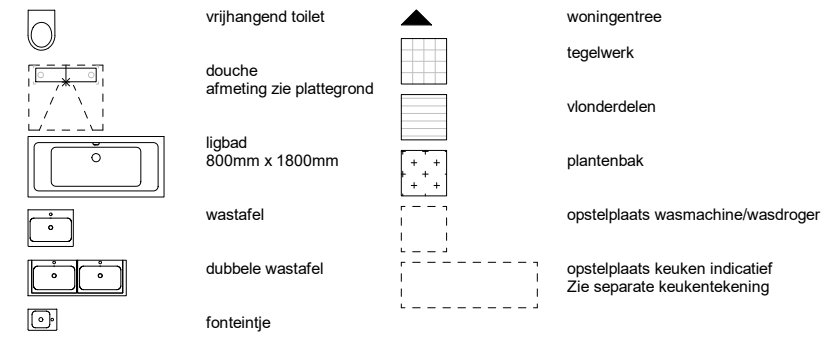 vrijhangend toilet
douche
afmeting zie plattegrond
ligbad
800mm x 1800mm
wastafel
dubbele wastafel
fonteintje
woningentree
tegelwerk
vlonderdelen
plantenbak
opstelplaats wasmachine/wasdroger
opstelplaats keuken indicatief
Zie separate keukentekening